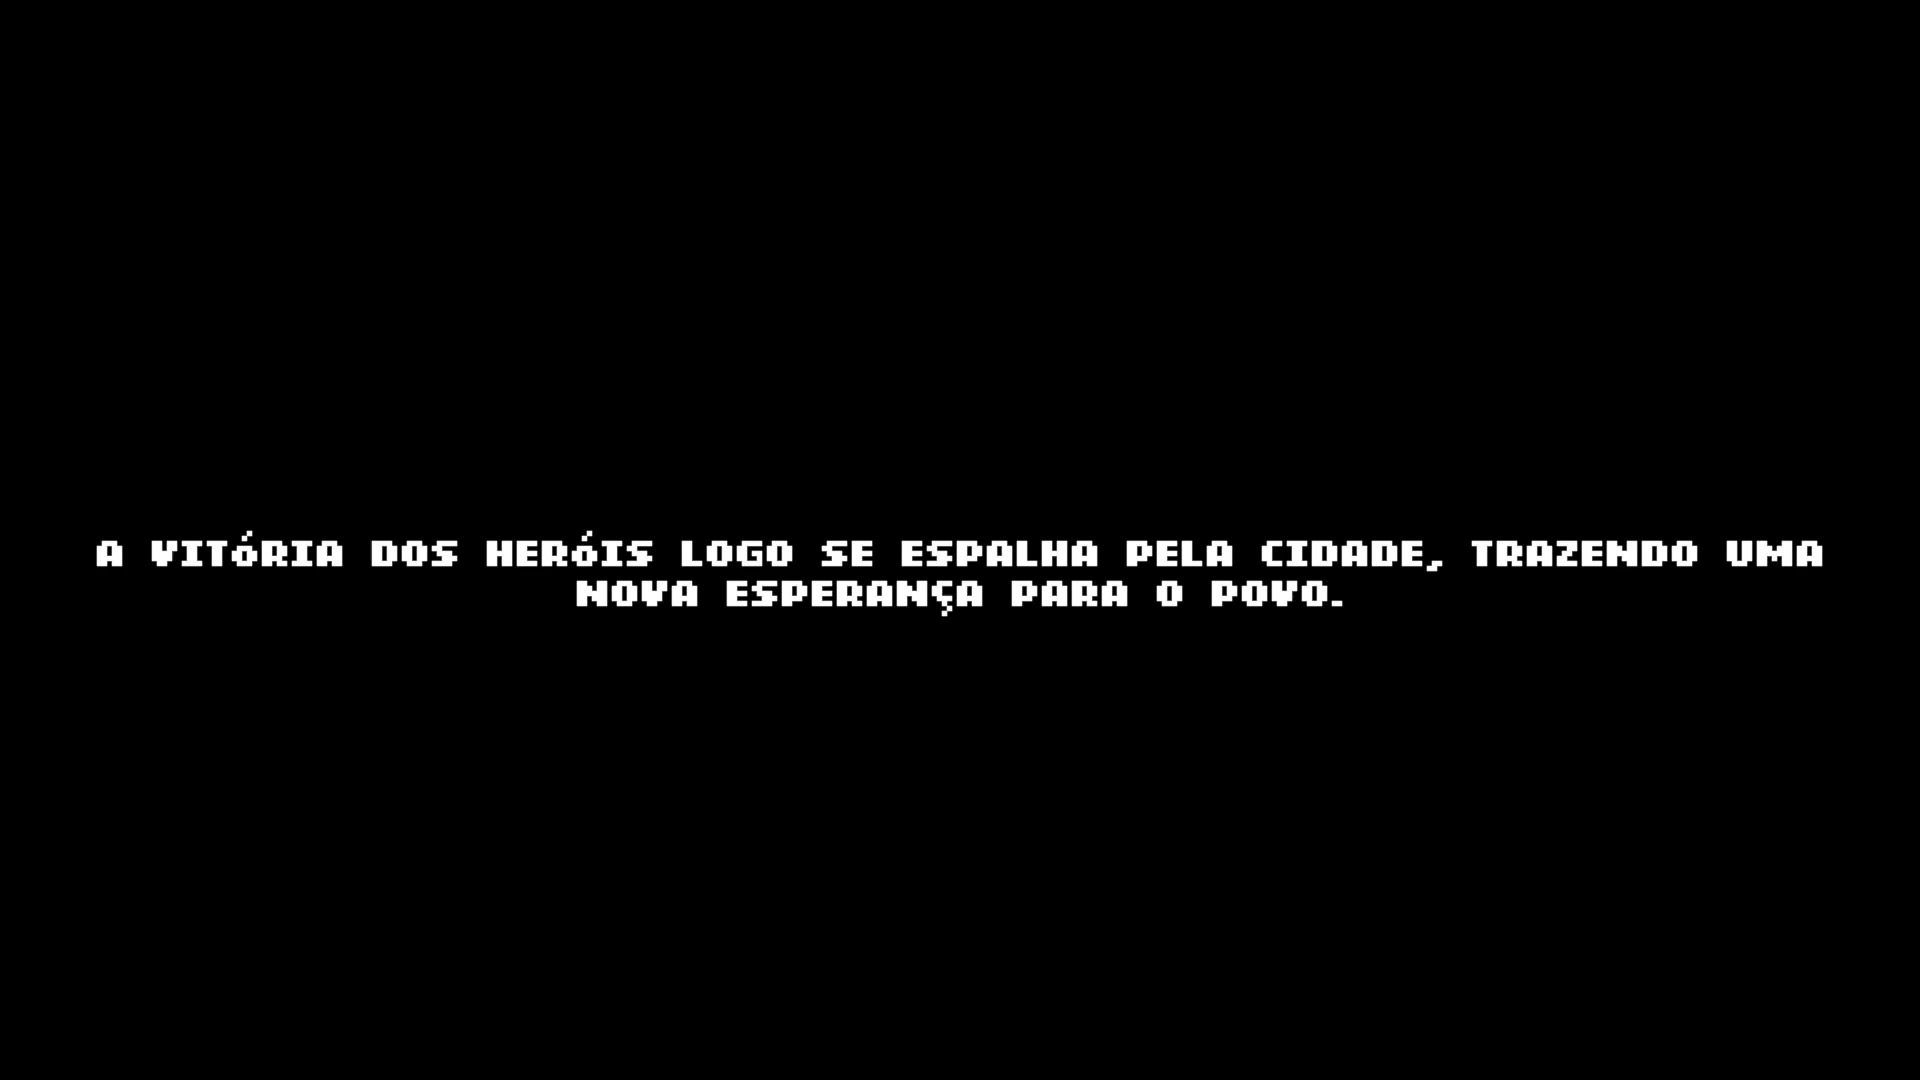 A VITÓRIA DOS HERÓIS LOGO SE ESPALHA PELA CIDADE, TRAZENDO UMA
NOVA ESPERANÇA PARA O POVO.